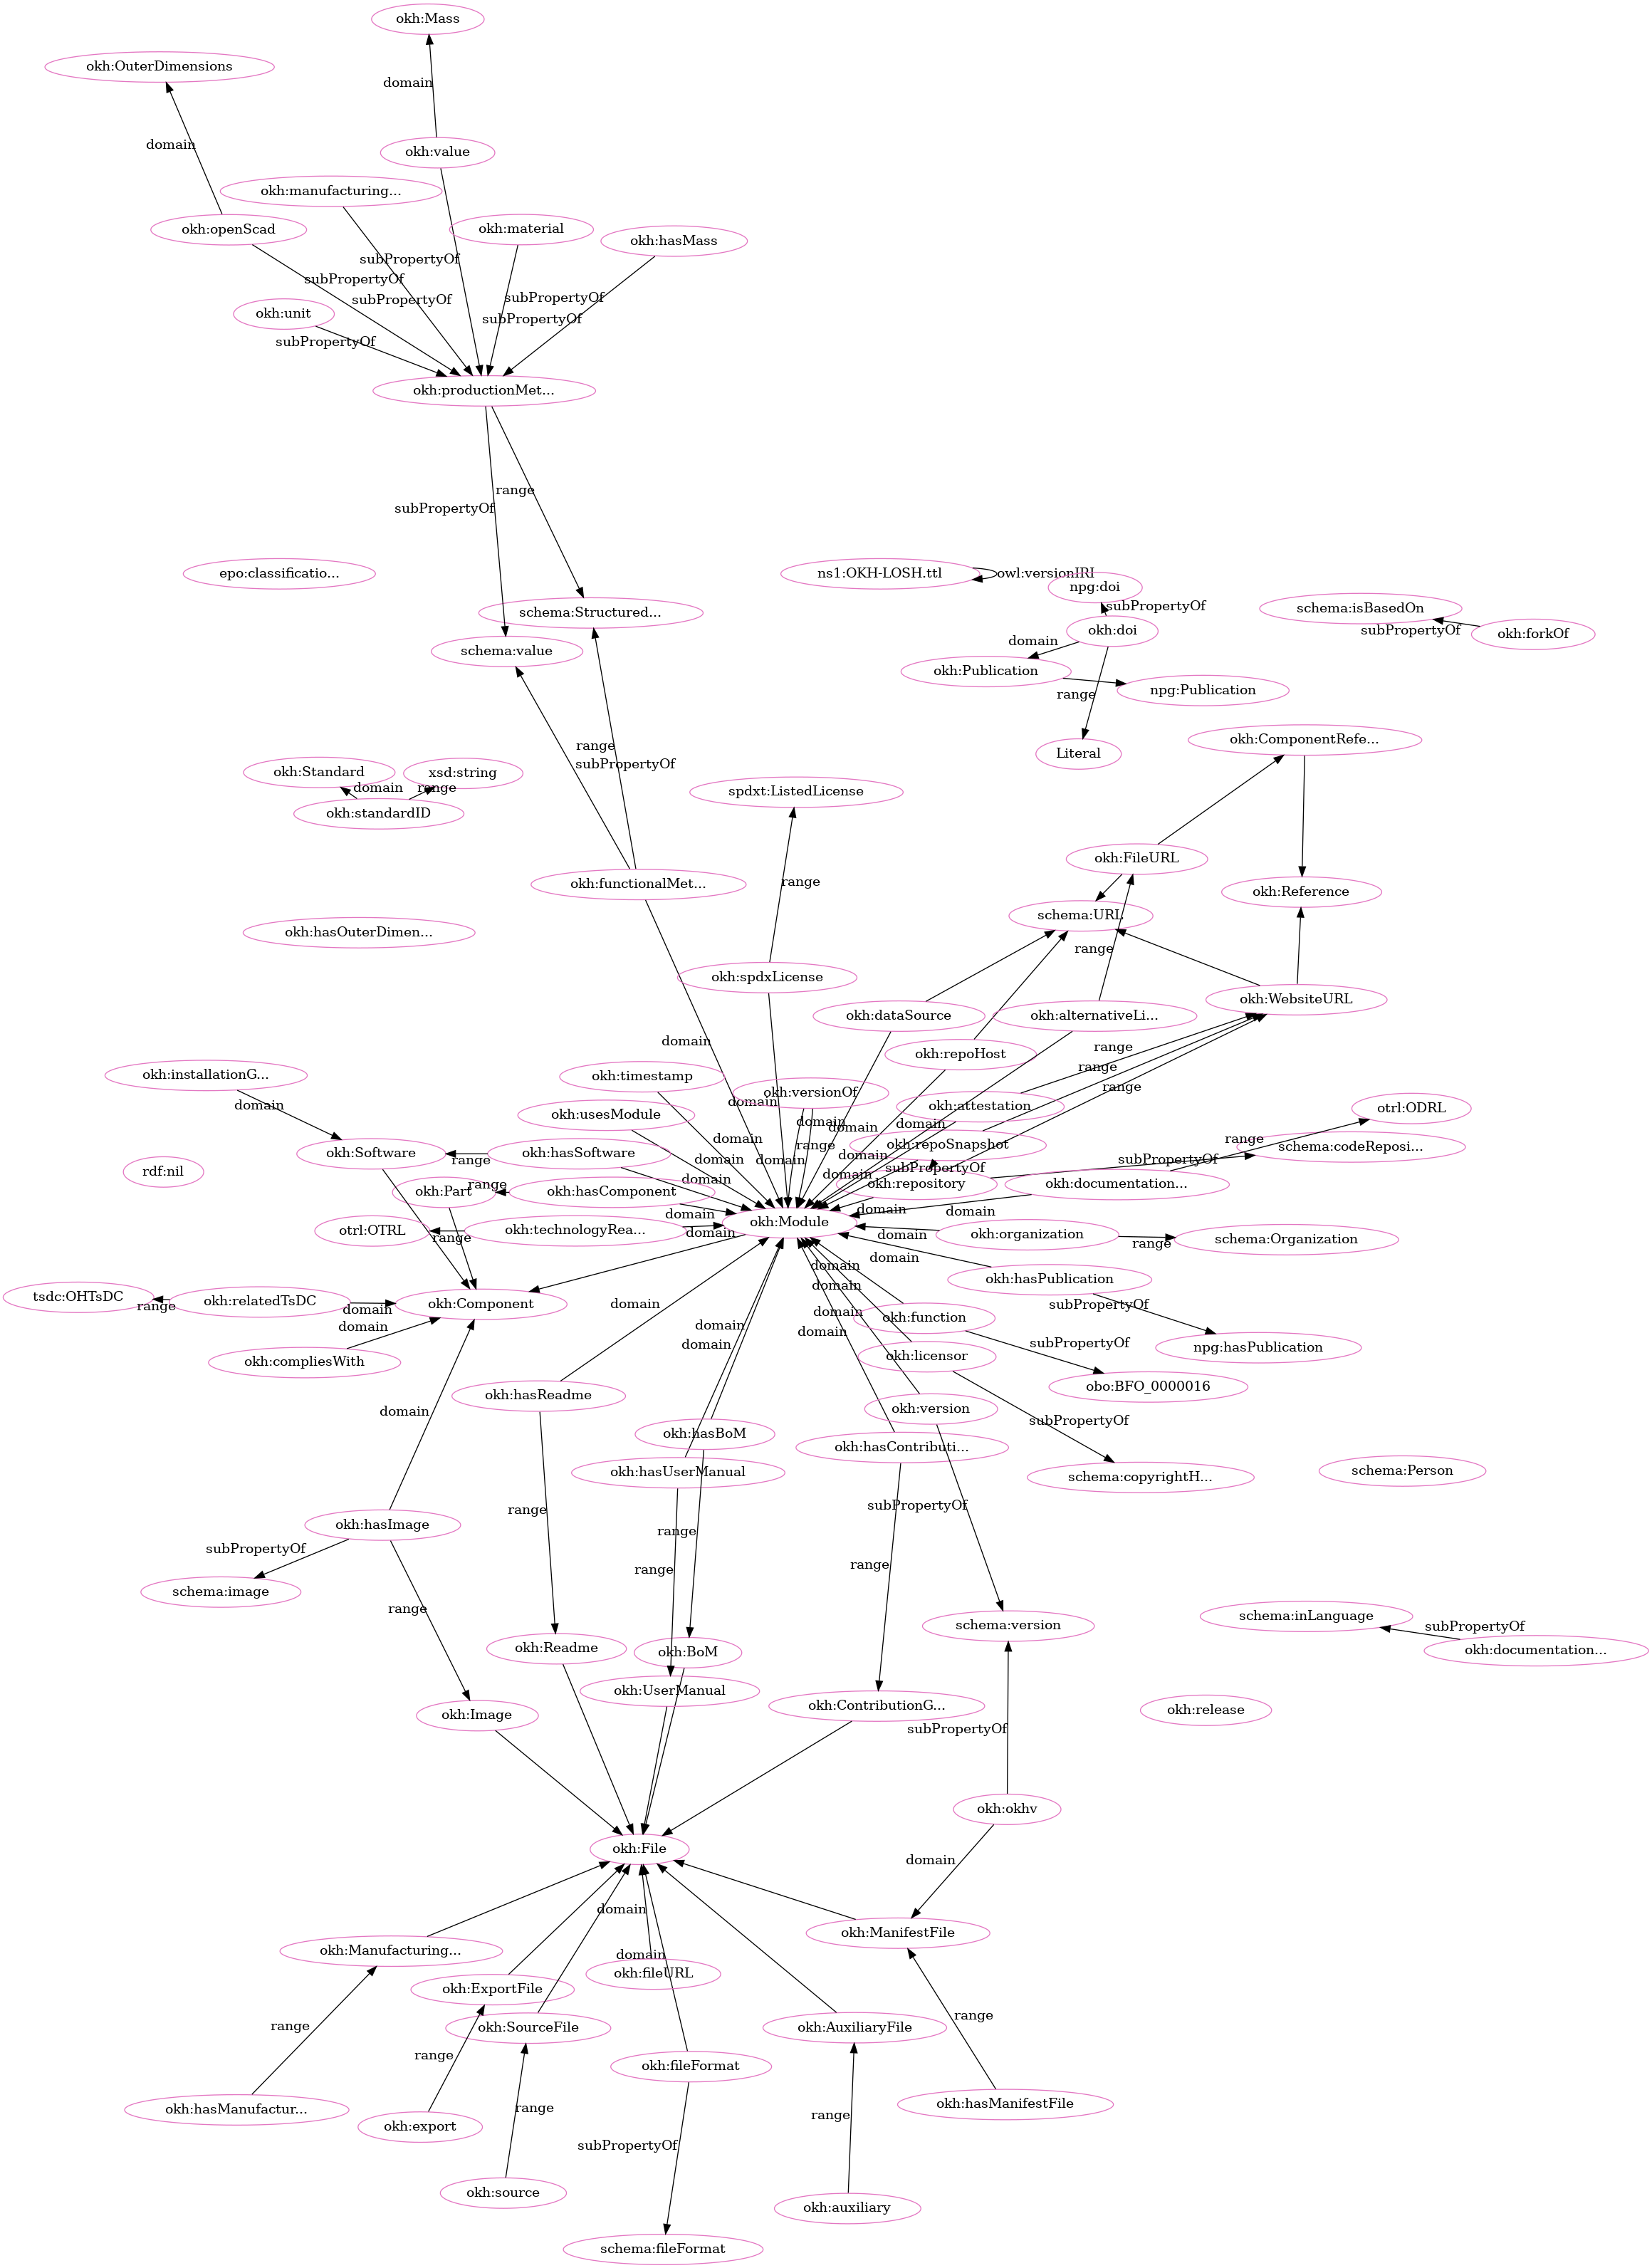 okh:Mass
okh:OuterDimensions
domain
domain
okh:value
okh:manufacturing...
okh:openScad
okh:material
okh:hasMass
subPropertyOf
subPropertyOf
subPropertyOf
subPropertyOf
okh:unit
subPropertyOf
subPropertyOf
okh:productionMet...
range
subPropertyOf
epo:classificatio...
ns1:OKH-LOSH.ttl
owl:versionIRI
npg:doi
subPropertyOf
schema:Structured...
schema:isBasedOn
subPropertyOf
okh:forkOf
okh:doi
domain
schema:value
okh:Publication
npg:Publication
range
range
subPropertyOf
Literal
okh:ComponentRefe...
okh:Standard
xsd:string
domain
range
okh:standardID
spdxt:ListedLicense
okh:FileURL
okh:functionalMet...
range
okh:Reference
schema:URL
okh:hasOuterDimen...
range
okh:spdxLicense
okh:WebsiteURL
okh:dataSource
okh:alternativeLi...
domain
okh:repoHost
range
range
range
okh:installationG...
okh:timestamp
okh:versionOf
domain
domain
okh:usesModule
okh:attestation
otrl:ODRL
domain
domain
domain
domain
domain
range
range
okh:repoSnapshot
schema:codeReposi...
okh:Software
okh:hasSoftware
range
domain
domain
domain
subPropertyOf
subPropertyOf
rdf:nil
domain
domain
range
okh:repository
okh:documentation...
okh:Part
okh:hasComponent
domain
domain
domain
okh:Module
otrl:OTRL
okh:technologyRea...
range
domain
domain
okh:organization
range
schema:Organization
domain
domain
domain
okh:hasPublication
tsdc:OHTsDC
range
okh:relatedTsDC
domain
okh:Component
domain
domain
domain
subPropertyOf
okh:function
domain
domain
domain
subPropertyOf
npg:hasPublication
okh:compliesWith
okh:licensor
obo:BFO_0000016
okh:hasReadme
domain
okh:version
subPropertyOf
okh:hasBoM
okh:hasContributi...
okh:hasUserManual
schema:copyrightH...
schema:Person
range
subPropertyOf
okh:hasImage
range
subPropertyOf
range
range
schema:image
range
schema:version
schema:inLanguage
subPropertyOf
okh:Readme
okh:BoM
okh:documentation...
okh:UserManual
okh:ContributionG...
okh:release
okh:Image
subPropertyOf
okh:okhv
okh:File
domain
domain
okh:ManifestFile
okh:Manufacturing...
domain
okh:fileURL
okh:ExportFile
range
range
okh:SourceFile
okh:AuxiliaryFile
range
okh:fileFormat
okh:hasManufactur...
range
range
okh:hasManifestFile
okh:export
subPropertyOf
okh:source
okh:auxiliary
schema:fileFormat